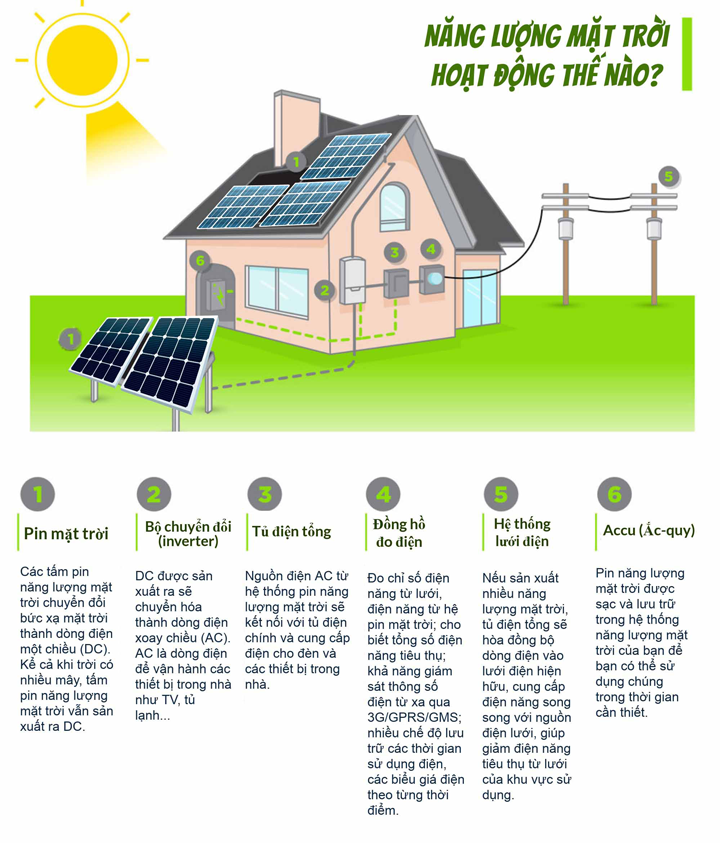 NĂNG LƯỢNG MẶT TRỜI
HOẠT ĐỘNG THẾ NÀO?
1
5
3
4
6
2
1
1
Pin mặt trời
Các tấm pin
năng lượng mặt
trời chuyển đổi
bức xạ mặt trời
thành dòng điện
một chiều (DC).
Kể cả khi trời có
nhiều mây, tấm
pin năng lượng
mặt trời vẫn sản
xuất ra DC.
2
Bộ chuyển đổi
(inverter)
DC được sản
xuất ra sẽ
chuyển hóa
thành dòng điện
xoay chiều (AC).
AC là dòng điện
để vận hành các
thiết bị trong nhà
như TV, tủ
lạnh...
3
Tủ điện tổng
Nguồn điện AC từ
hệ thống pin năng
lượng mặt trời sẽ
kết nối với tủ điện
chính và cung cấp
điện cho đèn và
các thiết bị trong
nhà.
4
Đồng hồ
đo điện
Đo chỉ số điện
năng từ lưới,
điện năng từ hệ
pin mặt trời; cho
biết tổng số điện
năng tiêu thụ;
khả năng giám
sát thông số
điện từ xa qua
3G/GPRS/GMS;
nhiều chế độ lưu
trữ các thời gian
sử dụng điện,
các biểu giá điện
theo từng thời
điểm.
5
Hệ thống
lưới điện
Nếu sản xuất
nhiều năng
lượng mặt trời,
tủ điện tổng sẽ
hòa đồng bộ
dòng điện vào
lưới điện hiện
hữu, cung cấp
điện năng song
song với nguồn
điện lưới, giúp
giảm điện năng
tiêu thụ từ lưới
của khu vực sử
dụng.
6
Accu (Ắc-quy)
Pin năng lượng
mặt trời được
sạc và lưu trữ
trong hệ thống
năng lượng mặt
trời của bạn để
bạn có thể sử
dụng chúng
trong thời gian
cần thiết.